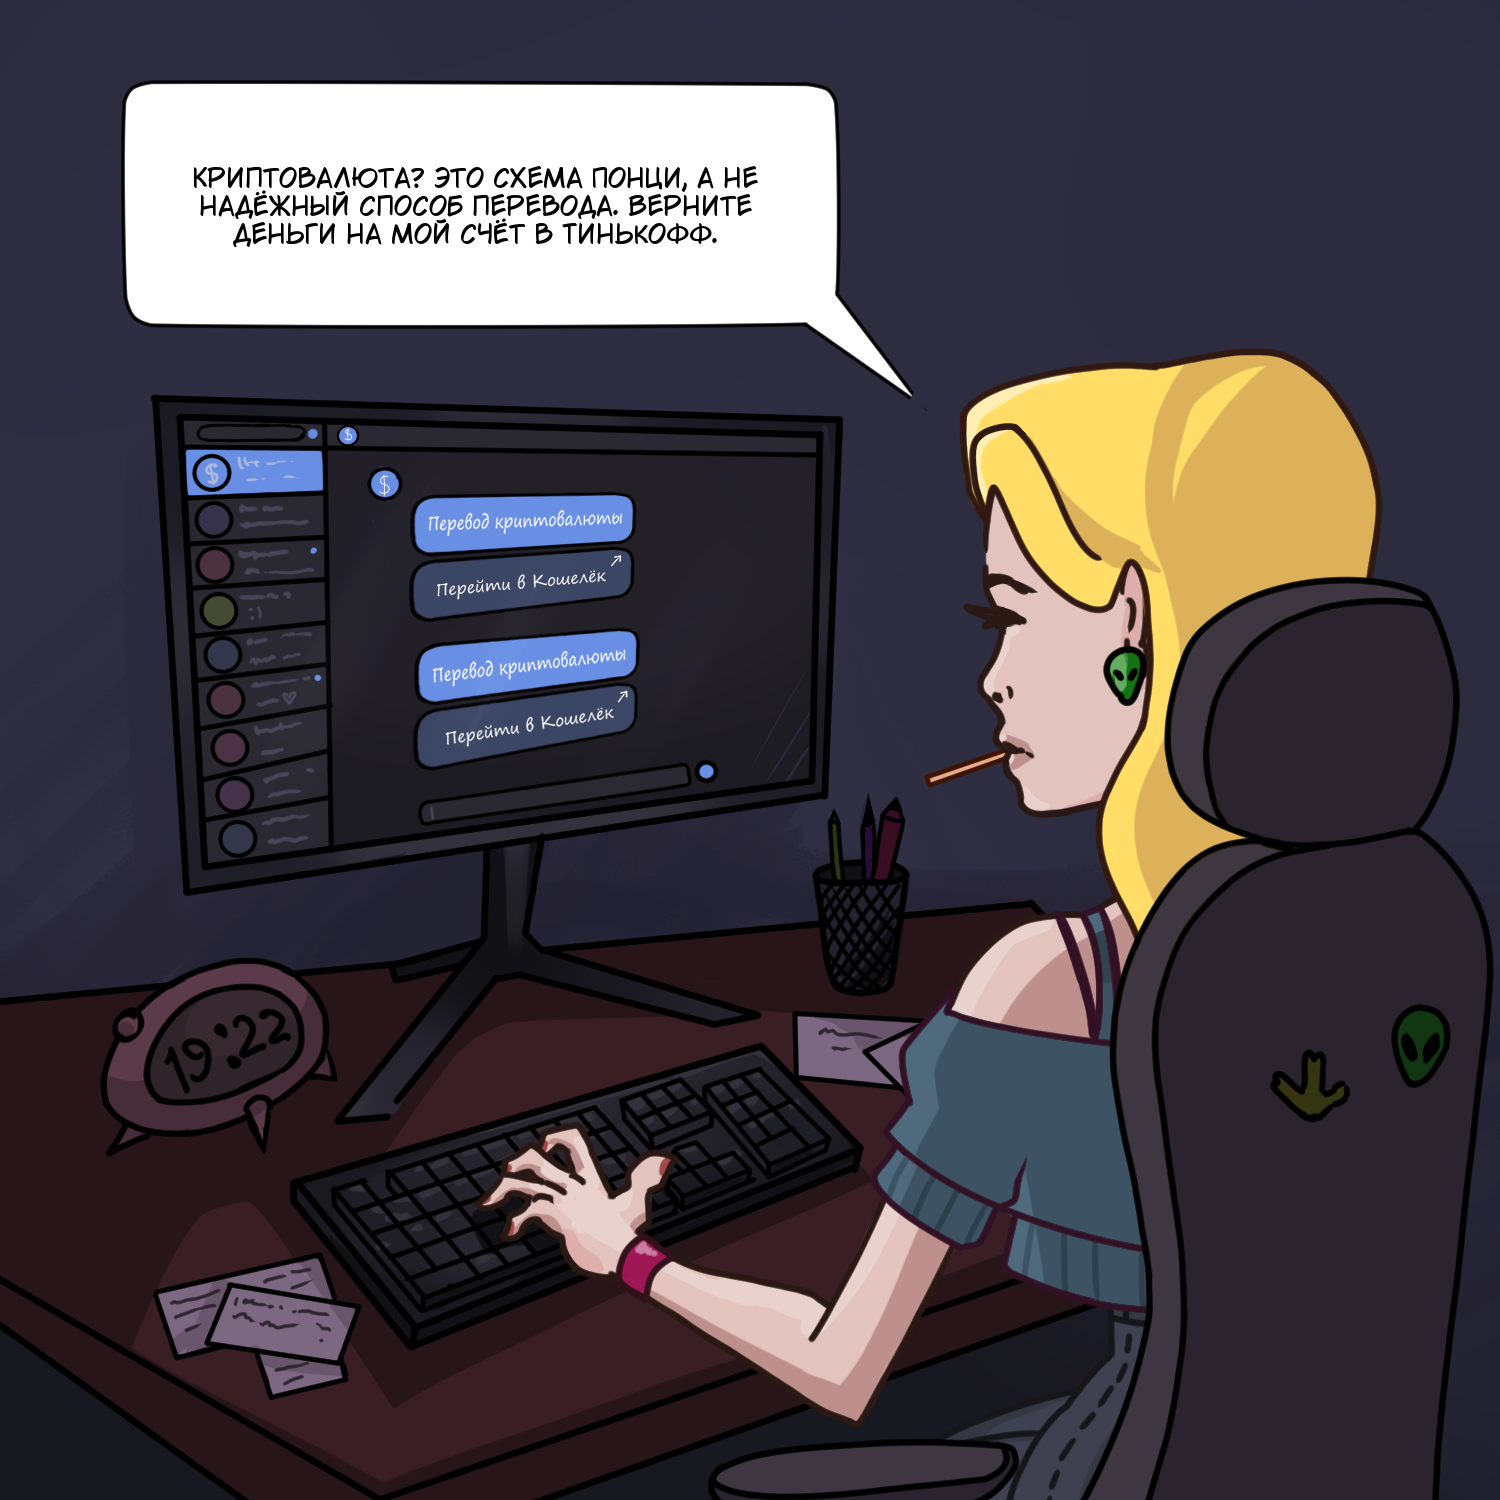 КРИПТОВАЛЮТА? ЭТО СХЕМА ПОНЦИ, А НЕ
НАДЁЖНЫЙ СПОСОБ ПЕРЕВОДА. ВЕРНИТЕ
ДЕНЬГИ НА МОЙ СЧЁТ В ТИНЬКОФФ.
$
$
$
Перевод криптовалюты
Перейти в Кошелёк
:)
Перевод криптовалюты
Перейти в Кошелёк
19:22